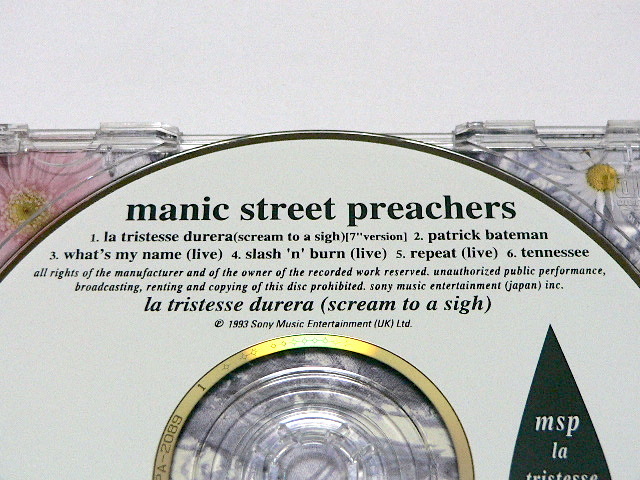 manic street preachers
1. la tristesse durera(scream to a sigh)[7"version] 2. patrick bateman
3. what's my name (live) 4. slash 'n' burn (live) 5. repeat (live) 6. tennessee
all rights of the manufacturer and of the owner of the recorded work reserved. unauthorized public performance,
broadcasting, renting and copying of this disc prohibited. sony music entertainment (japan) inc.
la tristesse durera (scream to a sigh)
℗ 1993 Sony Music Entertainment (UK) Ltd.
PA-2089 1
msp
la
tristesse